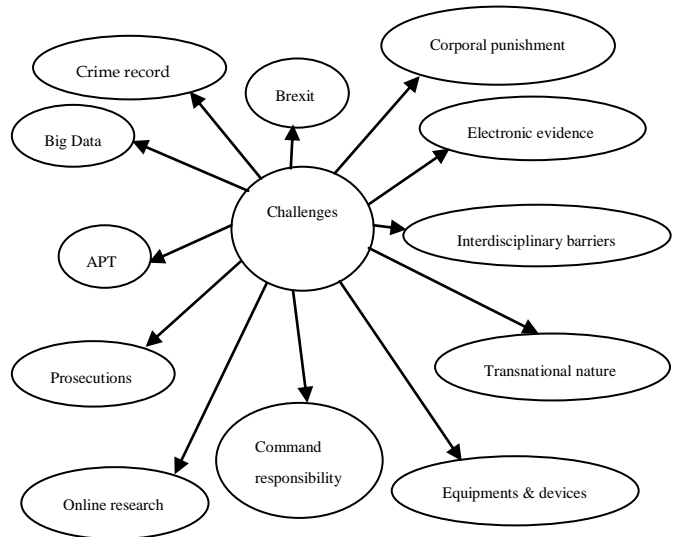 Corporal punishment
Crime record
Brexit
Big Data
Electronic evidence
Challenges
Interdisciplinary barriers
APT
Transnational nature
Prosecutions
Command
responsibility
Online research
Equipments & devices